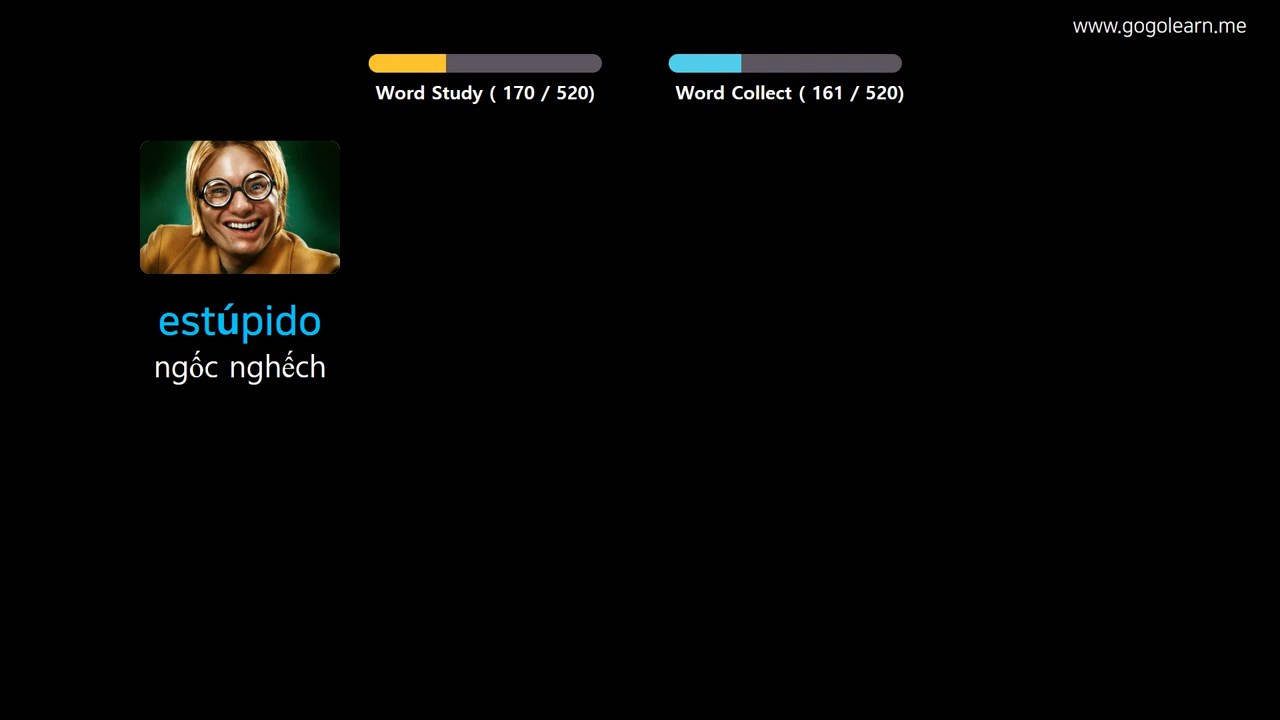 www.gogolearn.me
Word Study ( 170 / 520)
Word Collect ( 161 / 520)
estúpido
ngốc nghếch